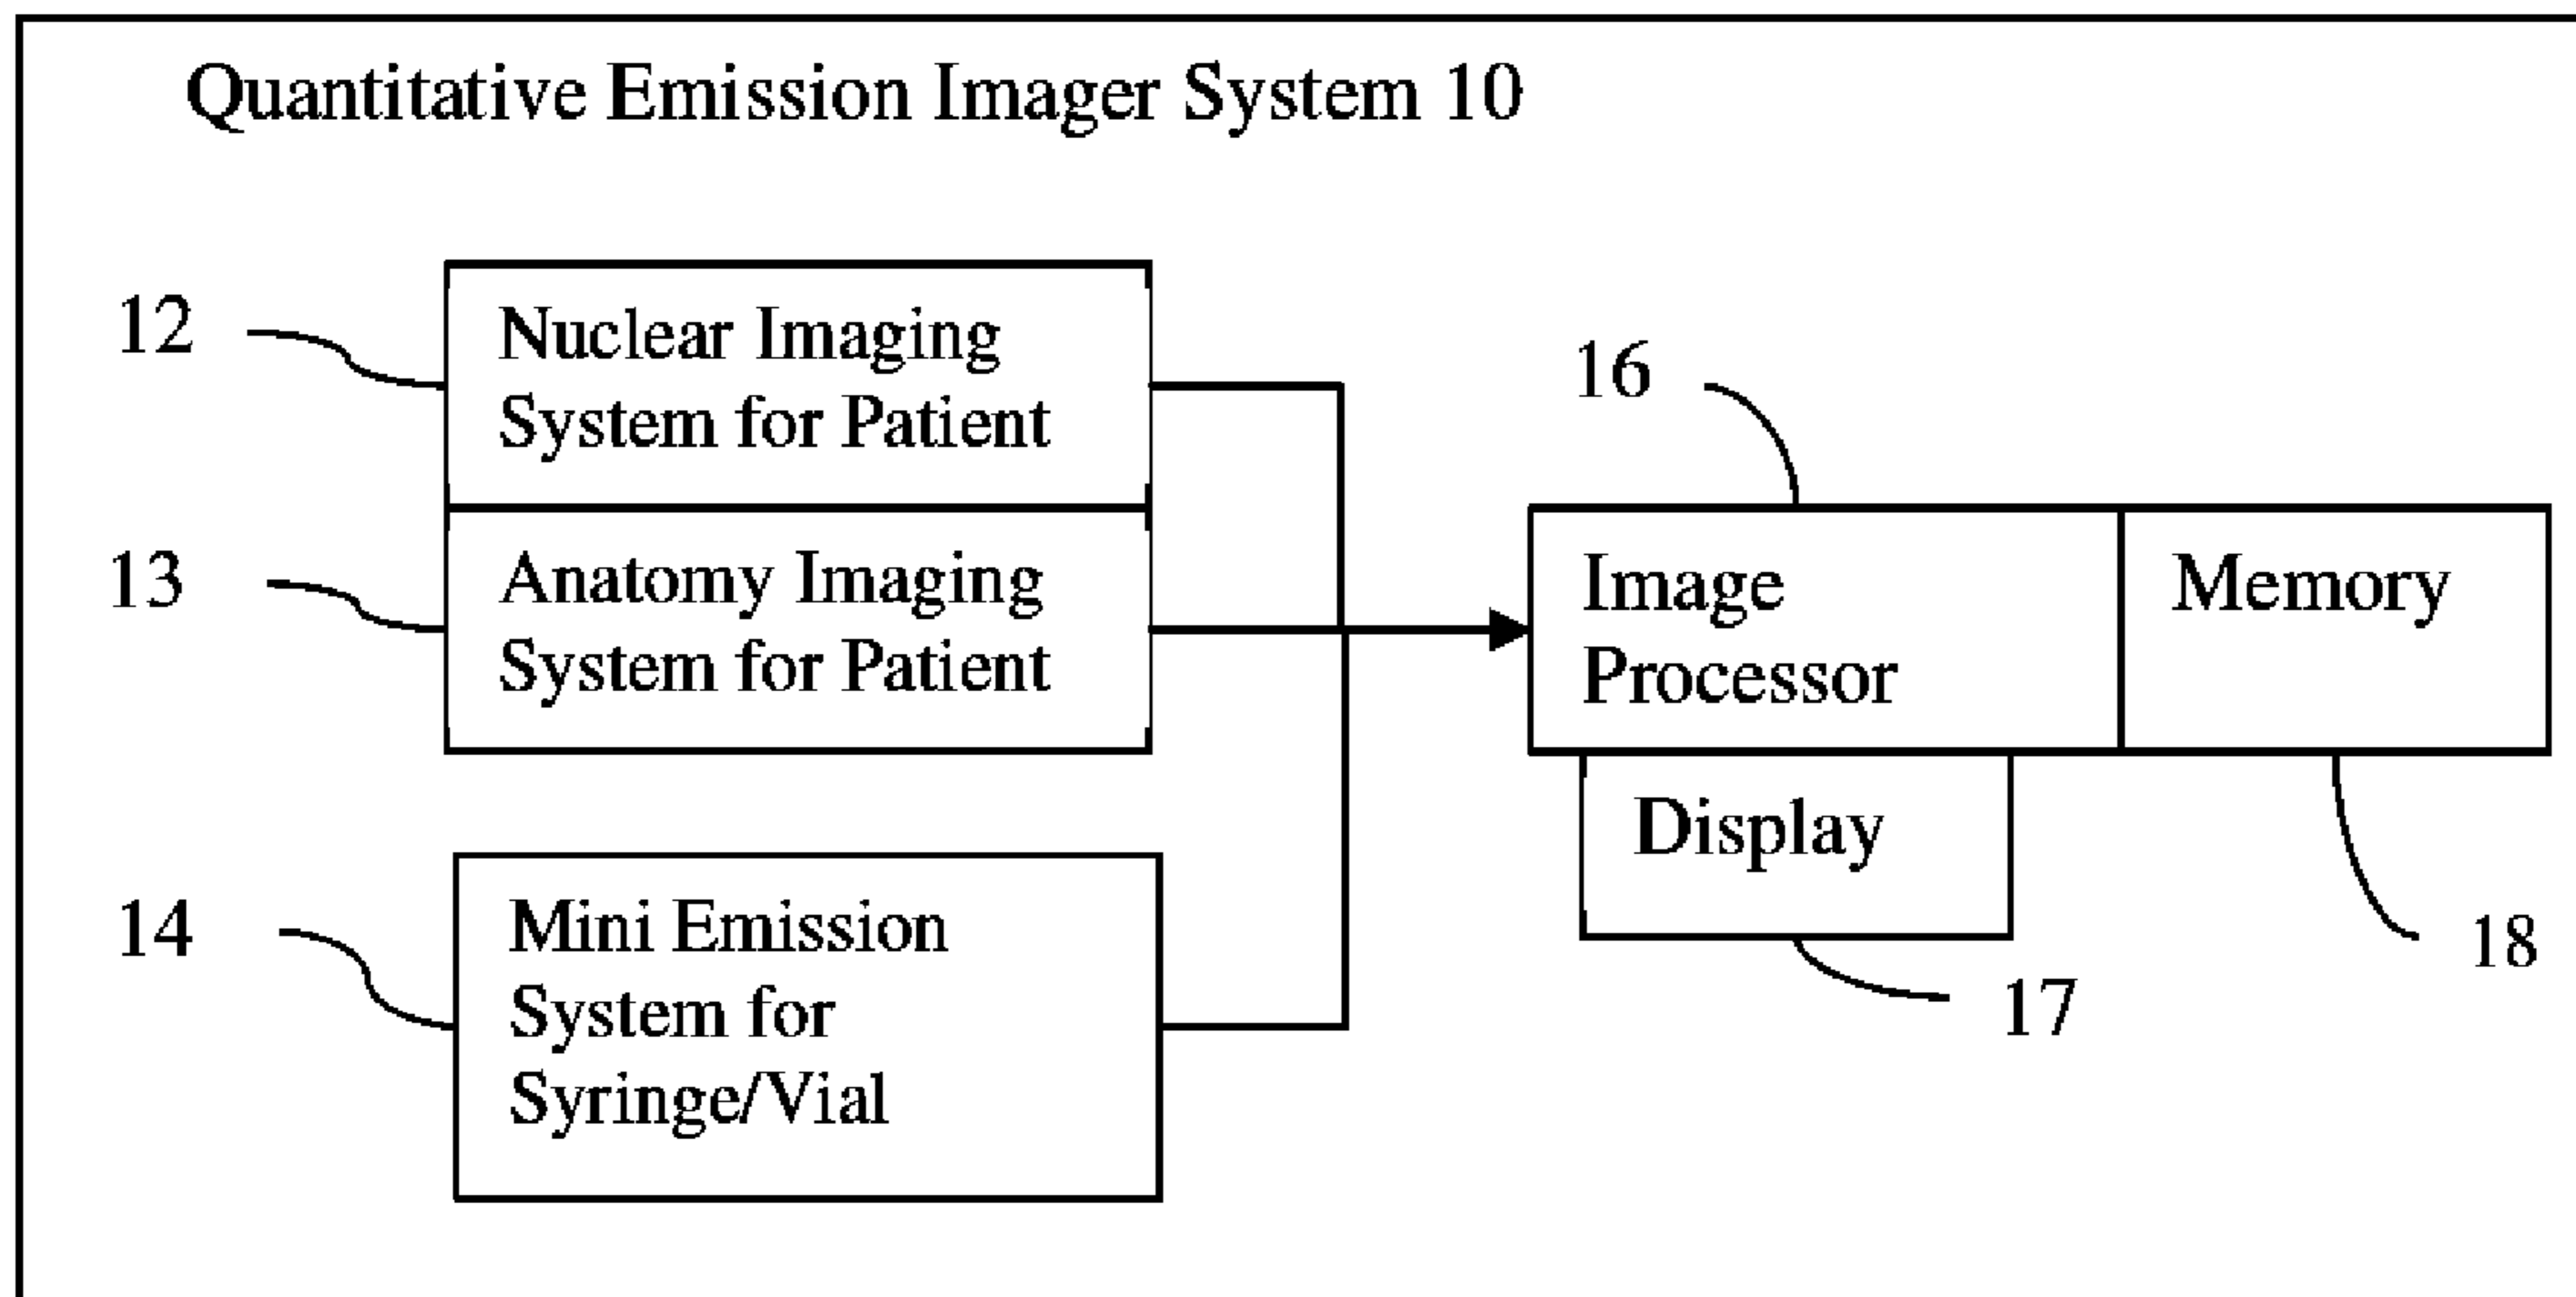 Quantitative Emission Imager System 10
12
Nuclear Imaging
System for Patient
13
Anatomy Imaging
System for Patient
14
Mini Emission
System for
Syringe/Vial
16
Image
Processor
Memory
Display
17
18